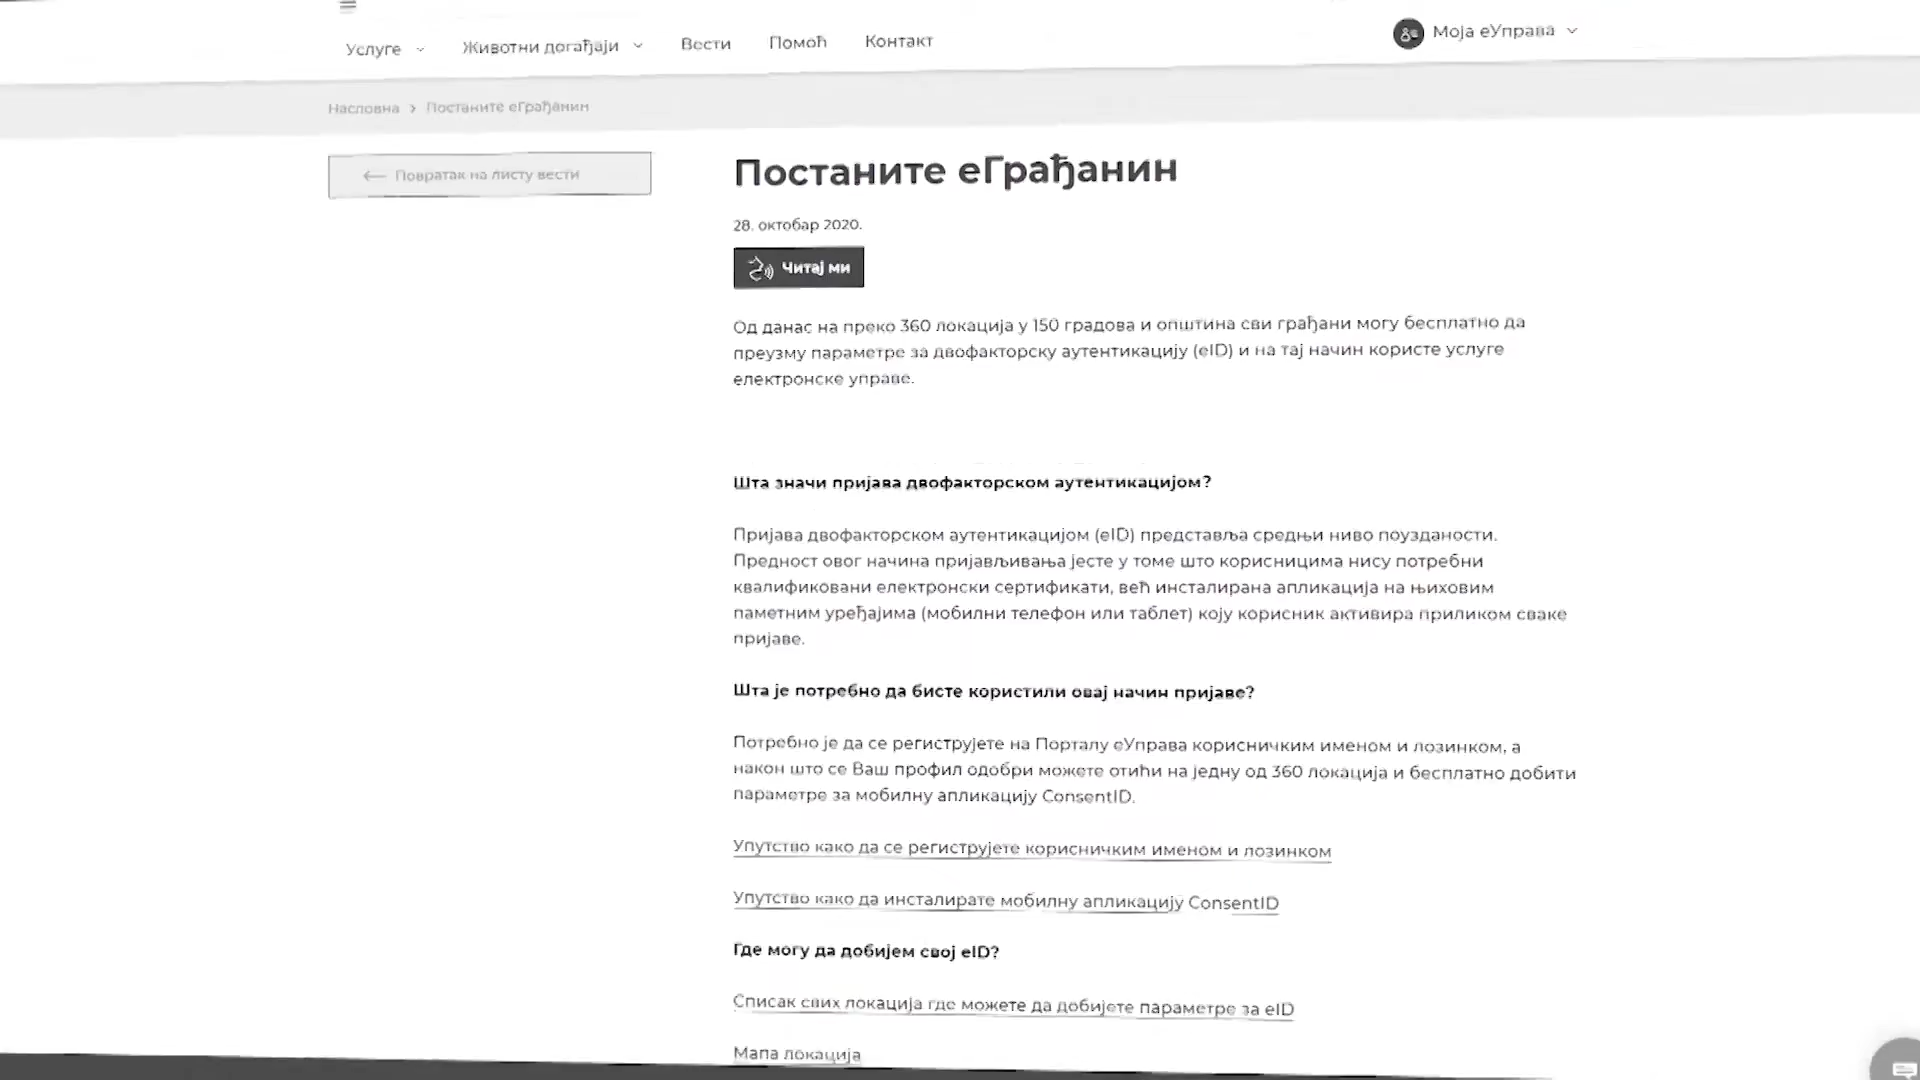 Услуге
Животни догађаји
Вести
Помоћ
Контакт
Моја еУправа
Насловна > Постаните еГрађанин
← Повратак на листу вести
Постаните еГрађанин
28. октобар 2020.
Читај ми
Од данас на преко 360 локација у 150 градова и општина сви грађани могу бесплатно да
преузму параметре за двофакторску аутентикацију (eID) и на тај начин користе услуге
електронске управе.
Шта значи пријава двофакторском аутентикацијом?
Пријава двофакторском аутентикацијом (eID) представља средњи ниво поузданости.
Предност овог начина пријављивања јесте у томе што корисницима нису потребни
квалификовани електронски сертификати, већ инсталирана апликација на њиховим
паметним уређајима (мобилни телефон или таблет) коју корисник активира приликом сваке
пријаве.
Шта је потребно да бисте користили овај начин пријаве?
Потребно је да се региструјете на Порталу еУправа корисничким именом и лозинком, а
након што се Ваш профил одобри можете отићи на једну од 360 локација и бесплатно добити
параметре за мобилну апликацију ConsentID.
Упутство како да се региструјете корисничким именом и лозинком
Упутство како да инсталирате мобилну апликацију ConsentID
Где могу да добијем свој eID?
Списак свих локација где можете да добијете параметре за eID
Мапа локација